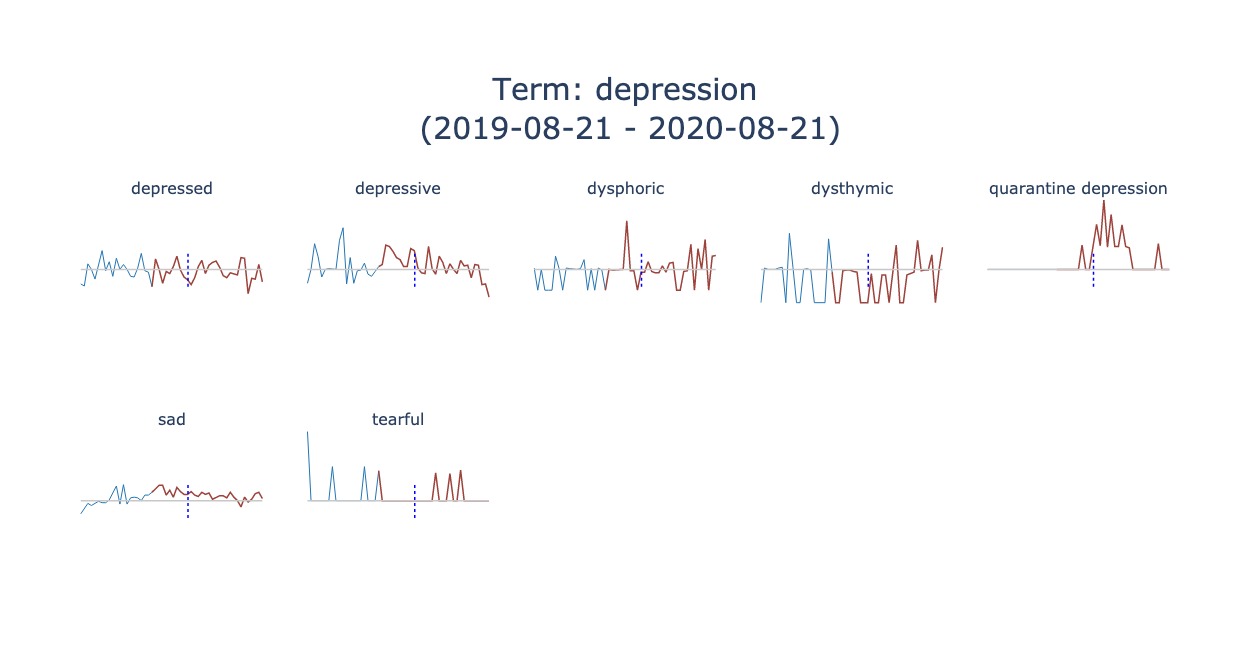 Term: depression
(2019-08-21 - 2020-08-21)
depressed
depressive
dysphoric
dysthymic
quarantine depression
sad
tearful